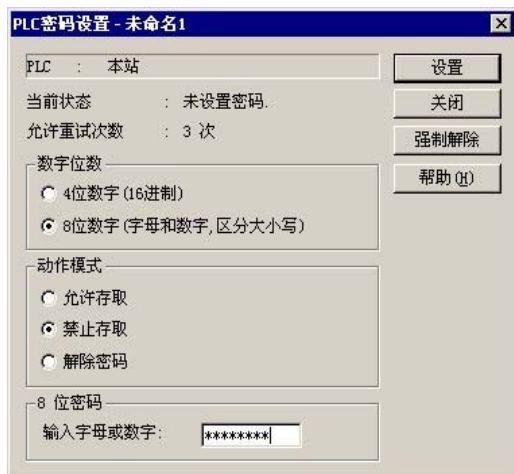 PLC密码设置 - 未命名1
PLC : 本站
设置
当前状态 : 未设置密码.
关闭
允许重试次数 : 3 次
强制解除
数字位数
帮助(H)
4位数字(16进制)
8位数字(字母和数字,区分大小写)
动作模式
允许存取
禁止存取
解除密码
8 位密码
输入字母或数字: ********